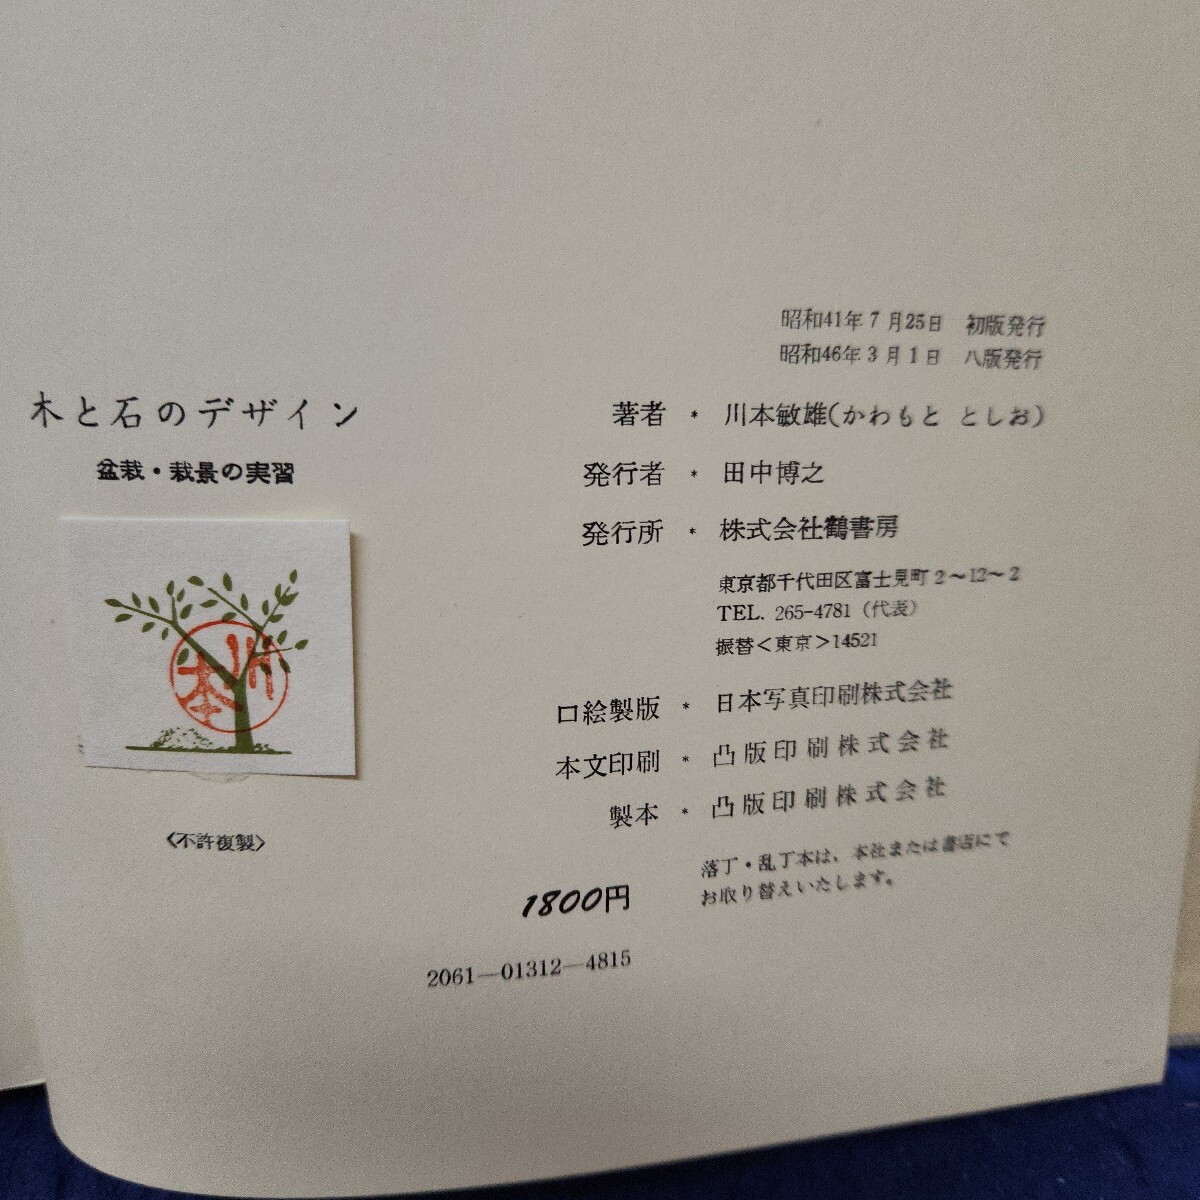 昭和41年7月25日 初版発行
昭和46年3月1日 八版発行
木と石のデザイン
盆栽・栽景の実習
川本
〈不許複製〉
著者 * 川本敏雄(かわもと としお)
発行者 * 田中博之
発行所 * 株式会社鶴書房
東京都千代田区富士見町2〜12〜2
TEL. 265-4781 (代表)
振替<東京>14521
口絵製版 * 日本写真印刷株式会社
本文印刷 * 凸版印刷株式会社
製本 * 凸版印刷株式会社
落丁・乱丁本は、本社または書店にて
お取り替えいたします。
1800円
2061—01312—4815